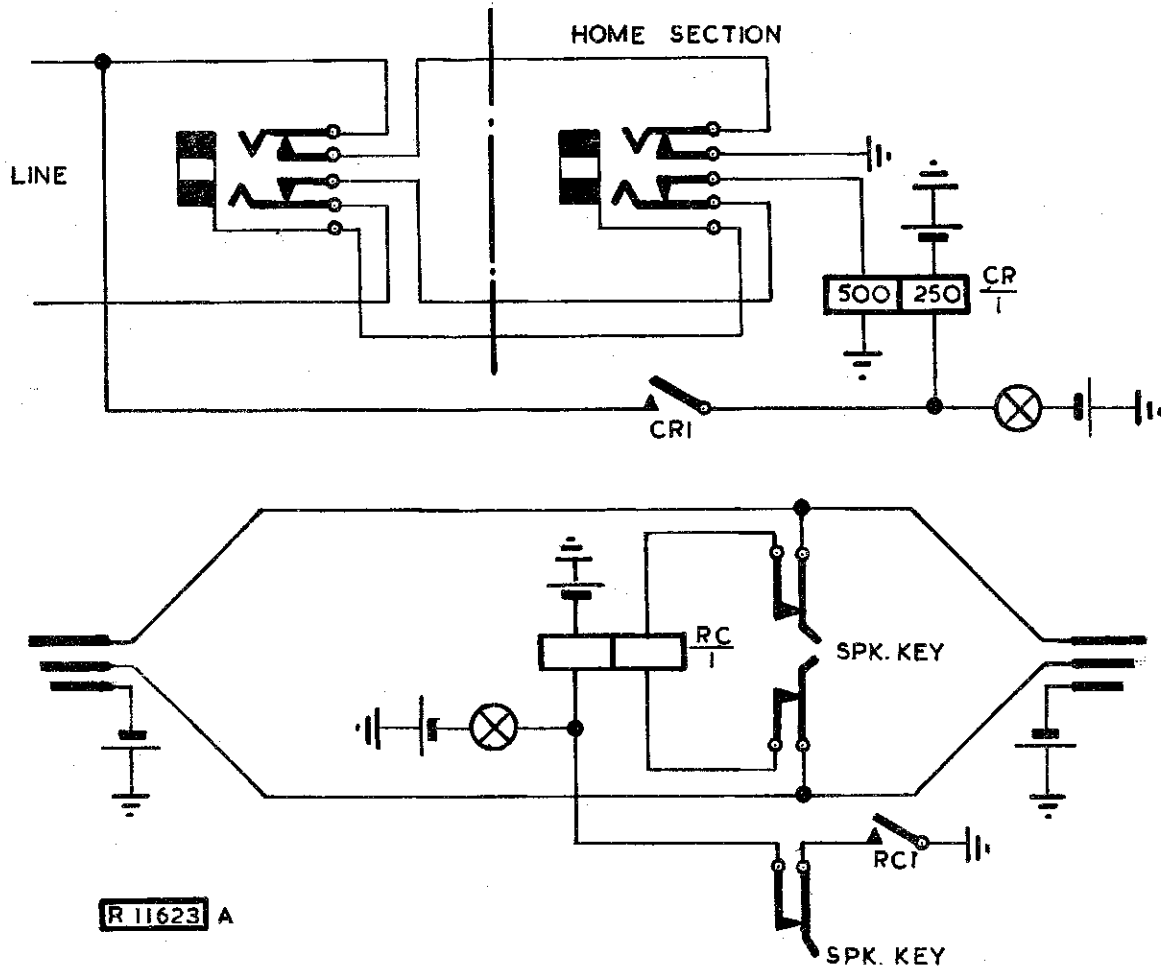 HOME SECTION
LINE
500 250
CR
1
CR1
RC
1
SPK. KEY
RC1
SPK. KEY
R 11623 A